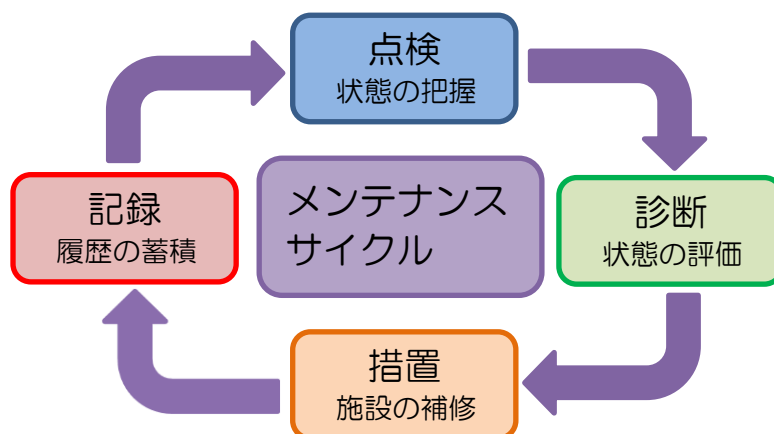 点検
状態の把握
診断
状態の評価
措置
施設の補修
記録
履歴の蓄積
メンテナンス
サイクル